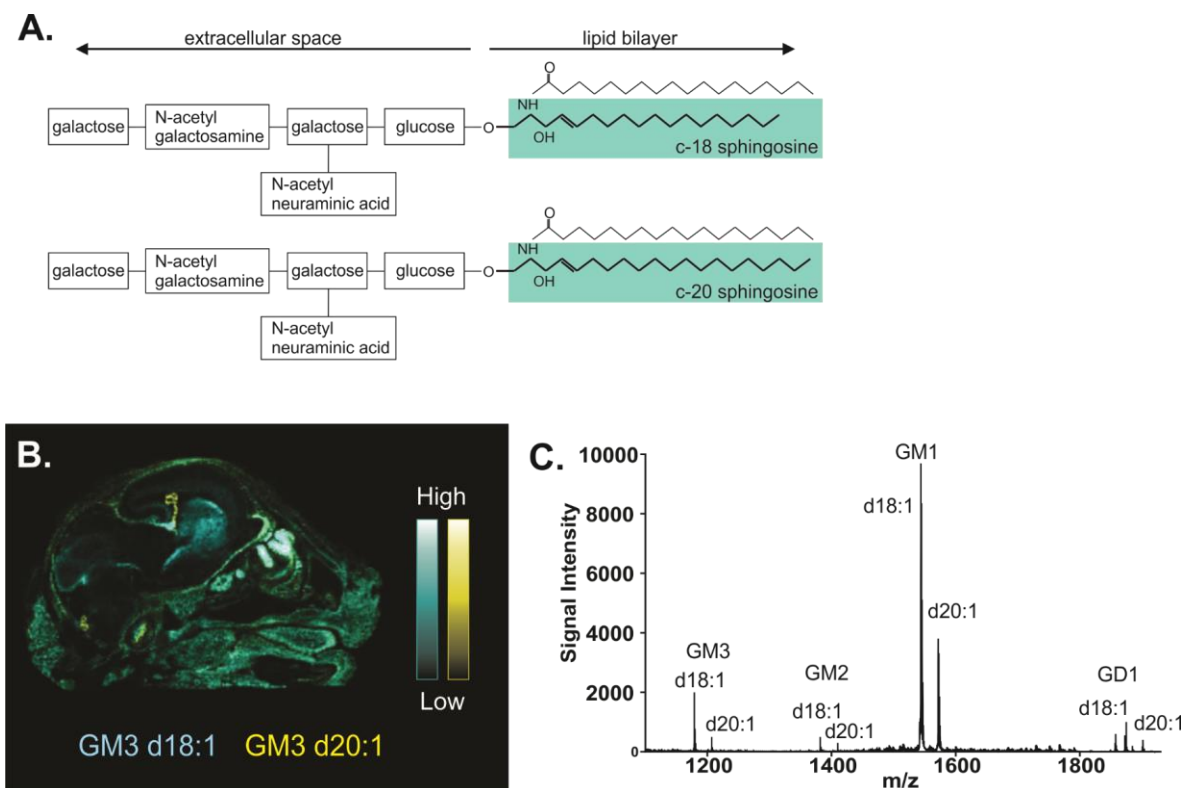 A.
extracellular space
lipid bilayer
O
NH
galactose
N-acetyl
galactosamine
galactose
glucose
O
OH
c-18 sphingosine
N-acetyl
neuraminic acid
O
NH
galactose
N-acetyl
galactosamine
galactose
glucose
O
OH
c-20 sphingosine
N-acetyl
neuraminic acid
B.
High
Low
GM3 d18:1 GM3 d20:1
C.
Signal Intensity
10000
8000
6000
4000
2000
0
GM3
d18:1
d20:1
GM2
d18:1
d20:1
GM1
d18:1
d20:1
GD1
d18:1
d20:1
1200 1400 1600 1800
m/z